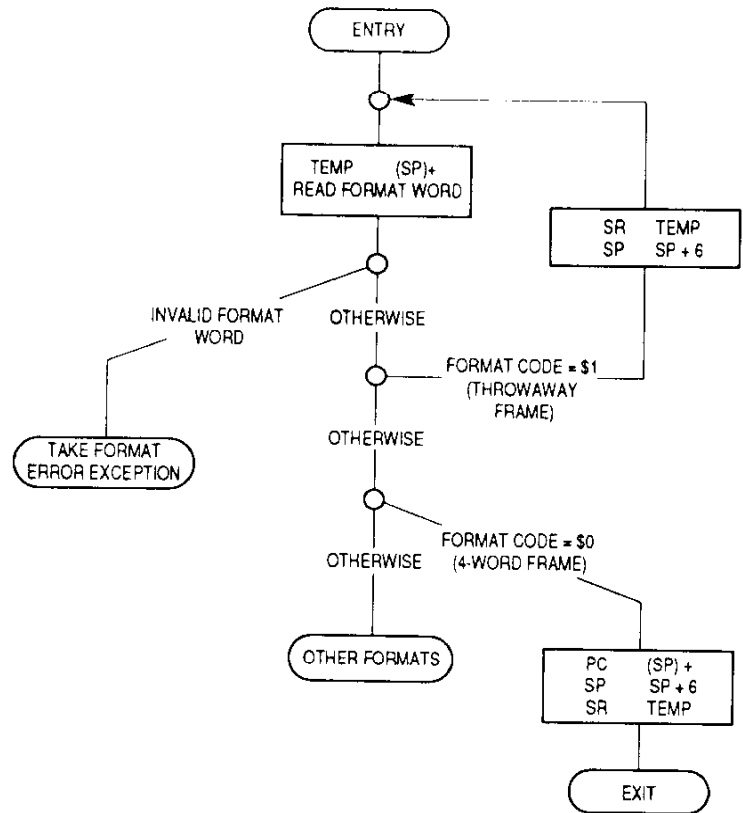 ENTRY
TEMP (SP)+
READ FORMAT WORD
SR TEMP
SP SP + 6
INVALID FORMAT
WORD
OTHERWISE
FORMAT CODE = $1
(THROWAWAY
FRAME)
TAKE FORMAT
ERROR EXCEPTION
OTHERWISE
FORMAT CODE = $0
(4-WORD FRAME)
OTHERWISE
OTHER FORMATS
PC (SP) +
SP SP + 6
SR TEMP
EXIT